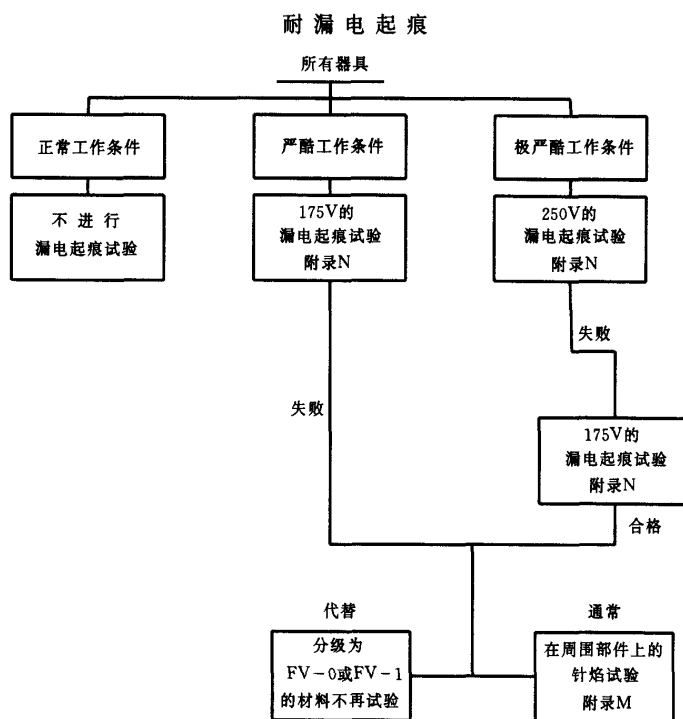 耐漏电起痕
所有器具
正常工作条件
严酷工作条件
极严酷工作条件
不进行
漏电起痕试验
175V的
漏电起痕试验
附录N
250V的
漏电起痕试验
附录N
失败
失败
175V的
漏电起痕试验
附录N
合格
代替
分级为
FV-0或FV-1
的材料不再试验
通常
在周围部件上的
针焰试验
附录M